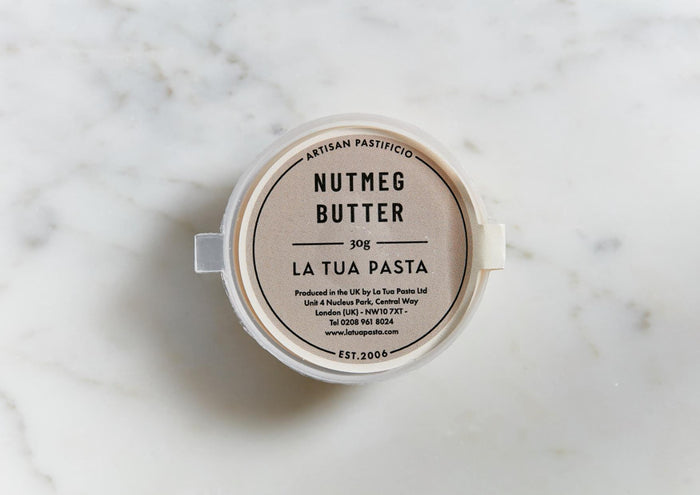 ARTISAN PASTIFICIO
NUTMEG
BUTTER
30g
LA TUA PASTA
Produced in the UK by La Tua Pasta Ltd
Unit 4 Nucleus Park, Central Way
London (UK) - NW10 7XT -
Tel 0208 961 8024
www.latuapasta.com
EST.2006